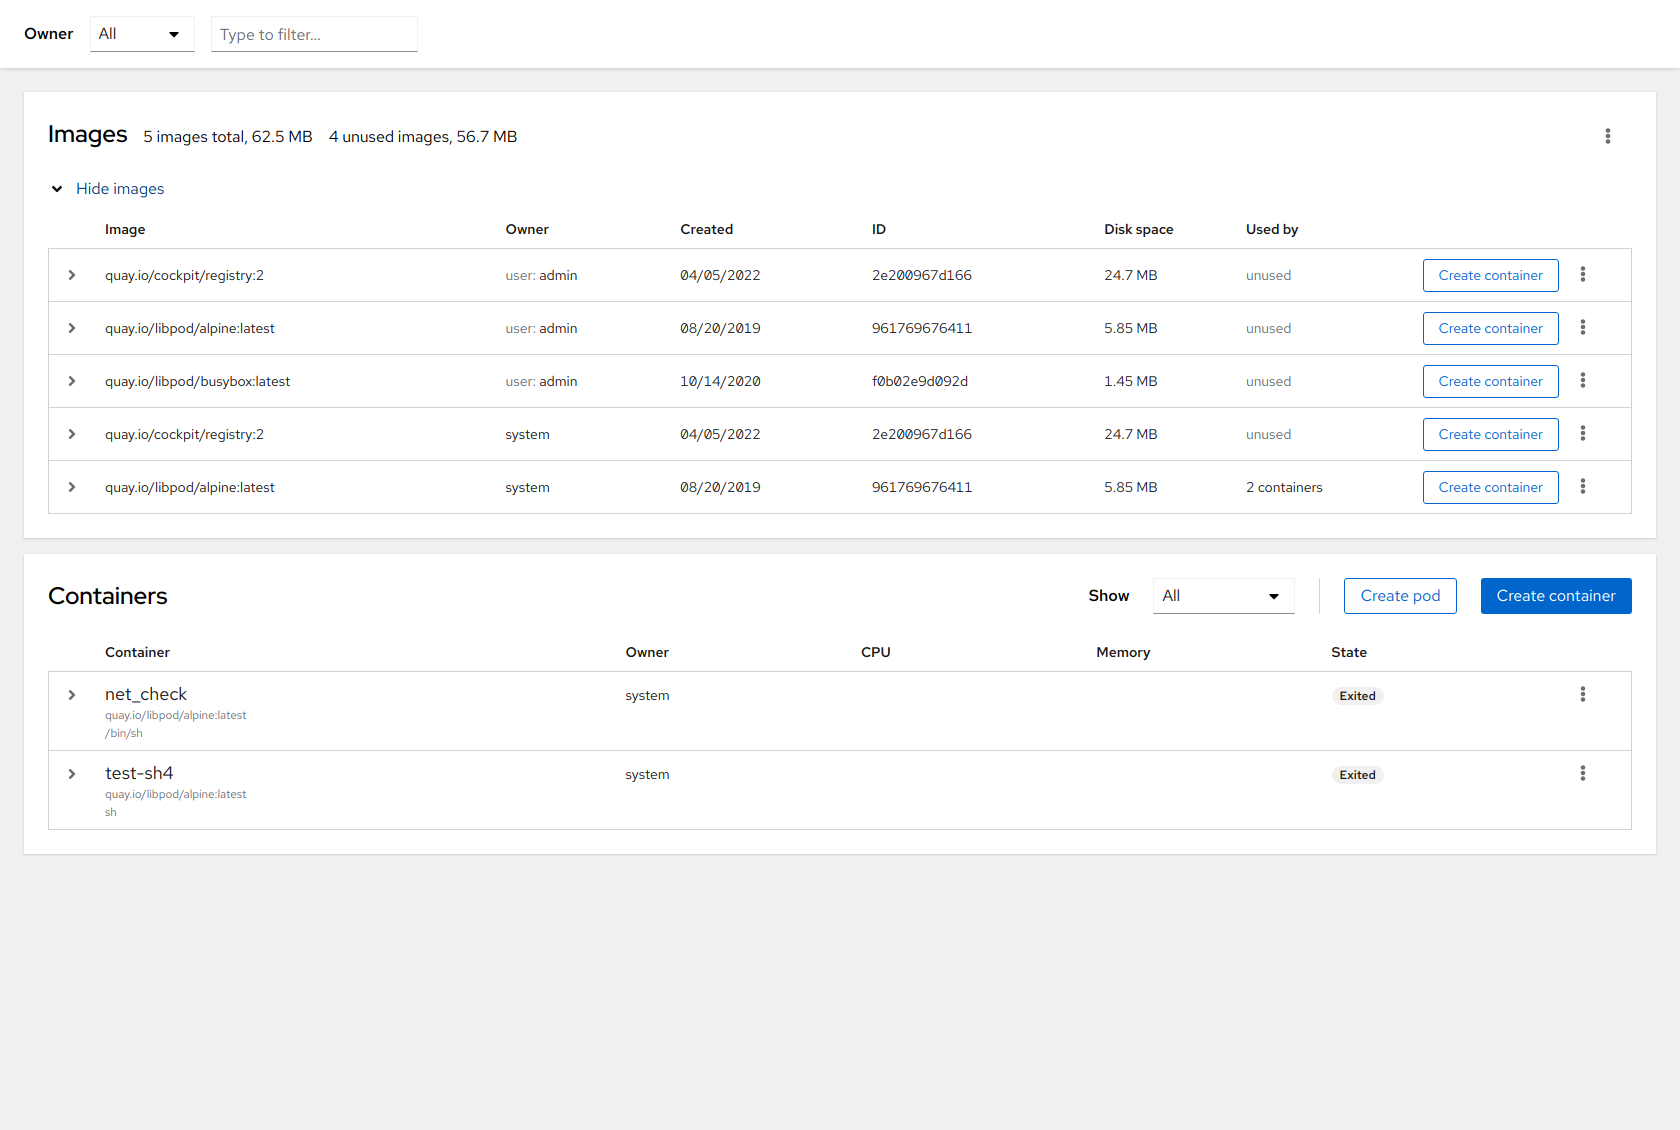 Owner All Type to filter...
Images 5 images total, 62.5 MB 4 unused images, 56.7 MB
Hide images
Image Owner Created ID Disk space Used by
quay.io/cockpit/registry:2 user: admin 04/05/2022 2e200967d166 24.7 MB unused Create container
quay.io/libpod/alpine:latest user: admin 08/20/2019 961769676411 5.85 MB unused Create container
quay.io/libpod/busybox:latest user: admin 10/14/2020 f0b02e9d092d 1.45 MB unused Create container
quay.io/cockpit/registry:2 system 04/05/2022 2e200967d166 24.7 MB unused Create container
quay.io/libpod/alpine:latest system 08/20/2019 961769676411 5.85 MB 2 containers Create container
Containers Show All Create pod Create container
Container Owner CPU Memory State
net_check system Exited
quay.io/libpod/alpine:latest
/bin/sh
test-sh4 system Exited
quay.io/libpod/alpine:latest
sh